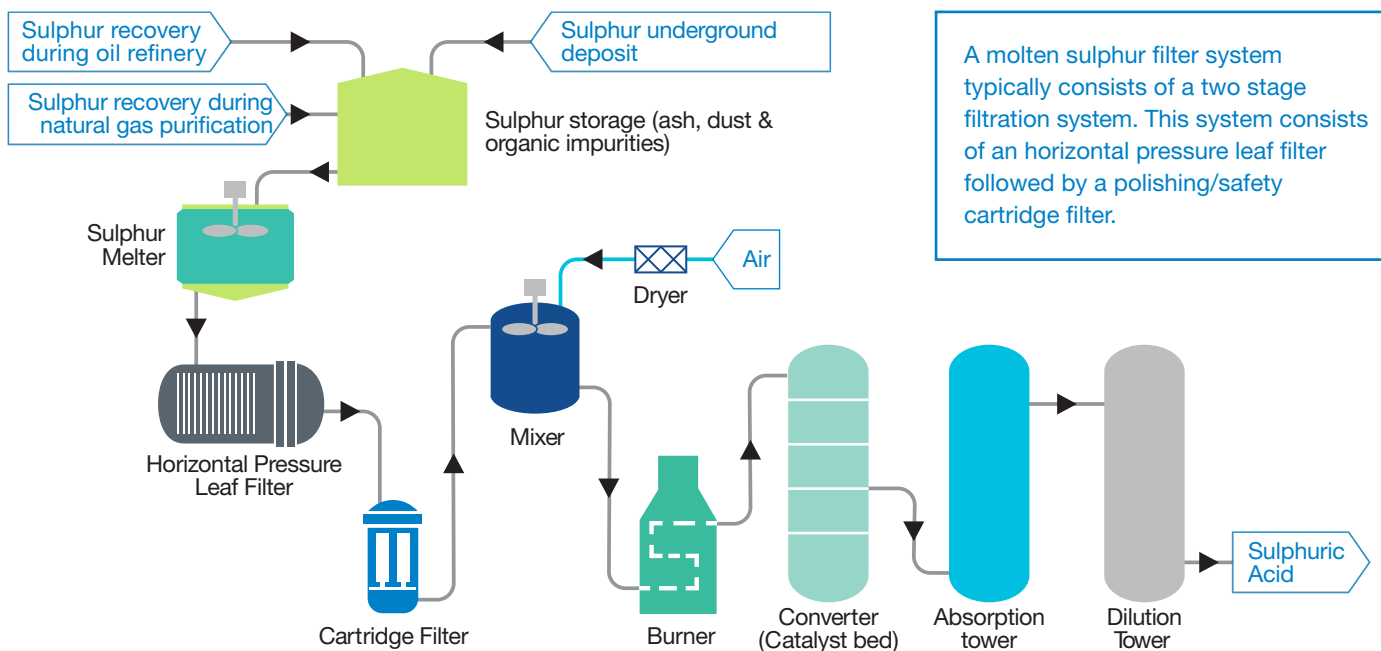 Sulphur recovery
during oil refinery
Sulphur underground
deposit
Sulphur recovery during
natural gas purification
Sulphur storage (ash, dust &
organic impurities)
A molten sulphur filter system
typically consists of a two stage
filtration system. This system consists
of an horizontal pressure leaf filter
followed by a polishing/safety
cartridge filter.
Sulphur
Melter
Air
Dryer
Mixer
Horizontal Pressure
Leaf Filter
Cartridge Filter
Burner
Converter
(Catalyst bed)
Absorption
tower
Dilution
Tower
Sulphuric
Acid